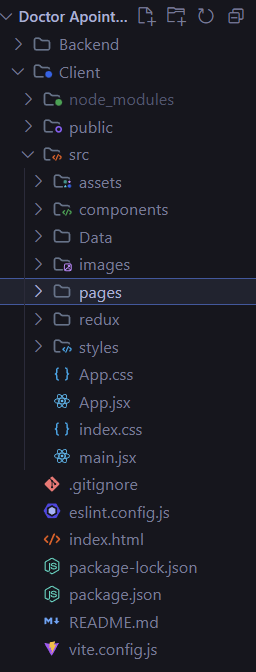 Doctor Apoint...
Backend
Client
node_modules
public
src
assets
components
Data
images
pages
redux
styles
{ } App.css
App.jsx
{ } index.css
main.jsx
.gitignore
eslint.config.js
<> index.html
package-lock.json
package.json
M↓ README.md
vite.config.js